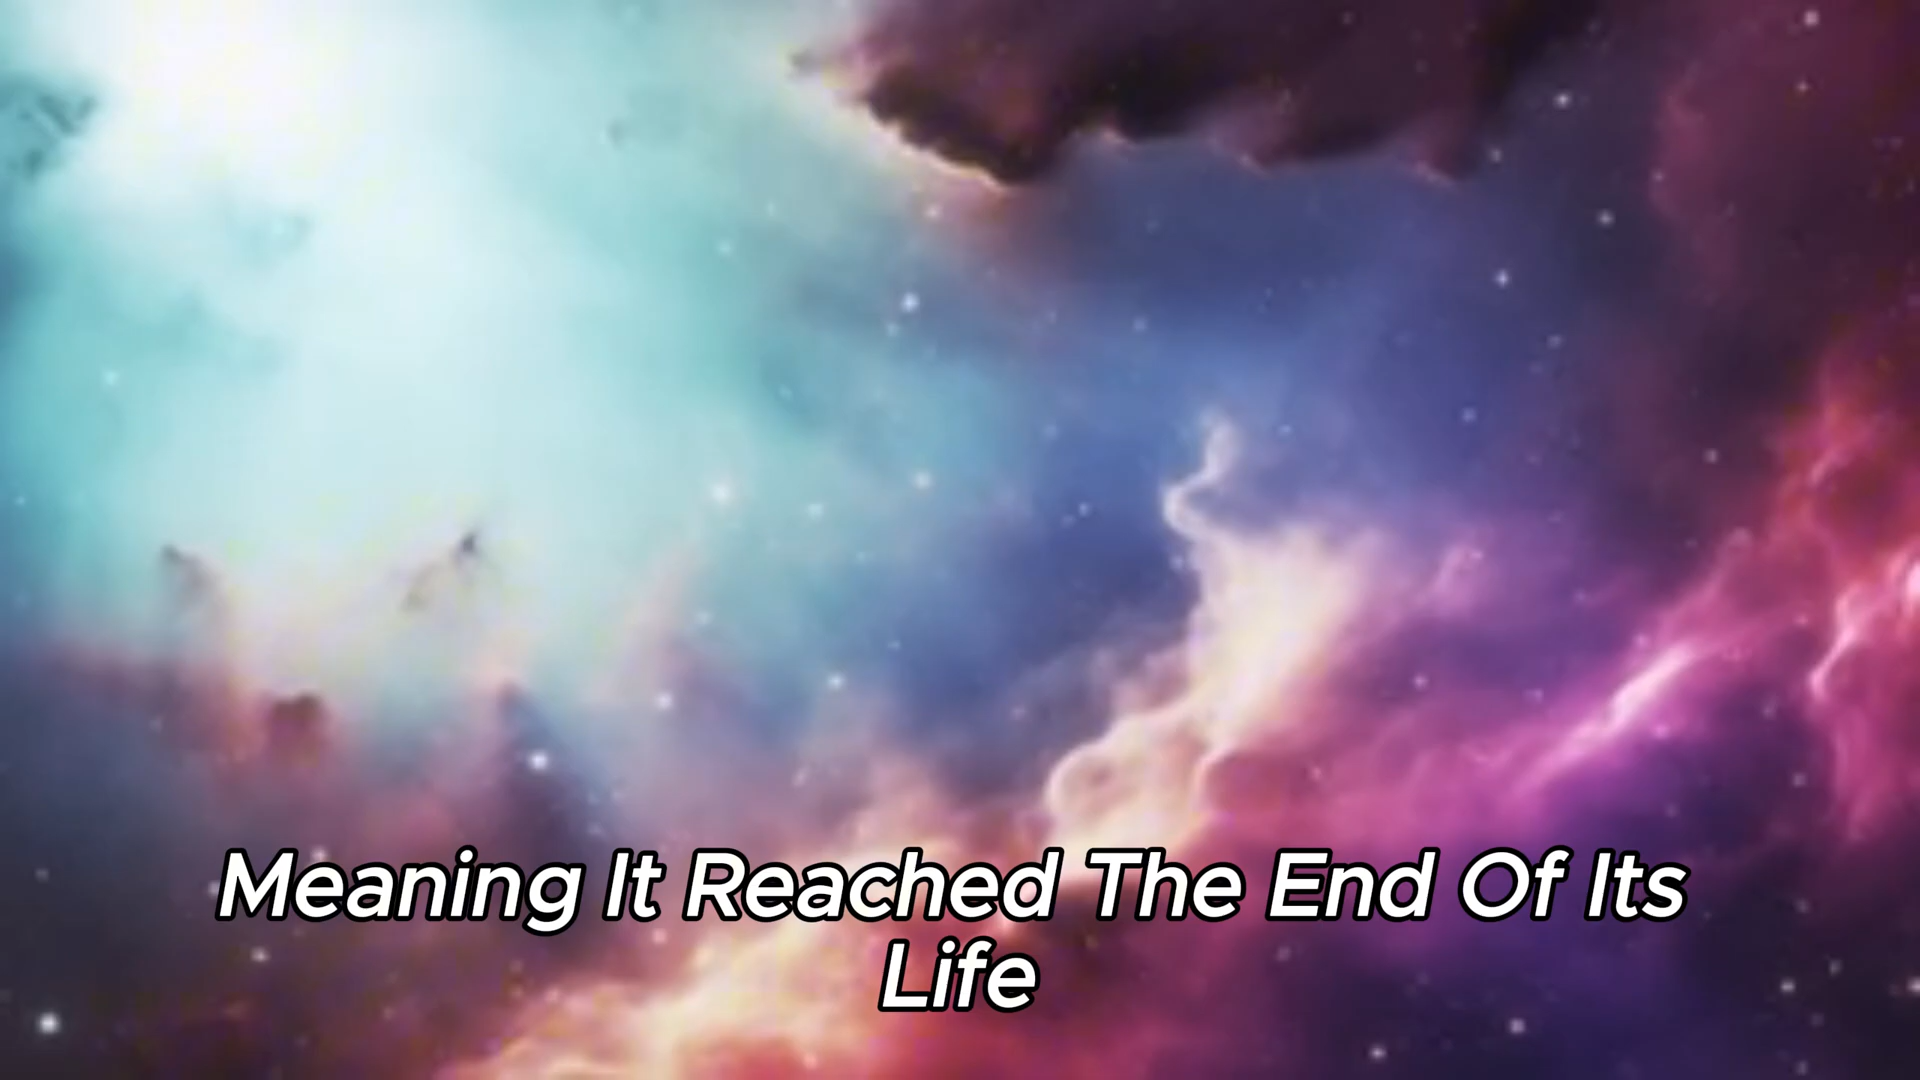 Meaning It Reached The End Of Its
Life